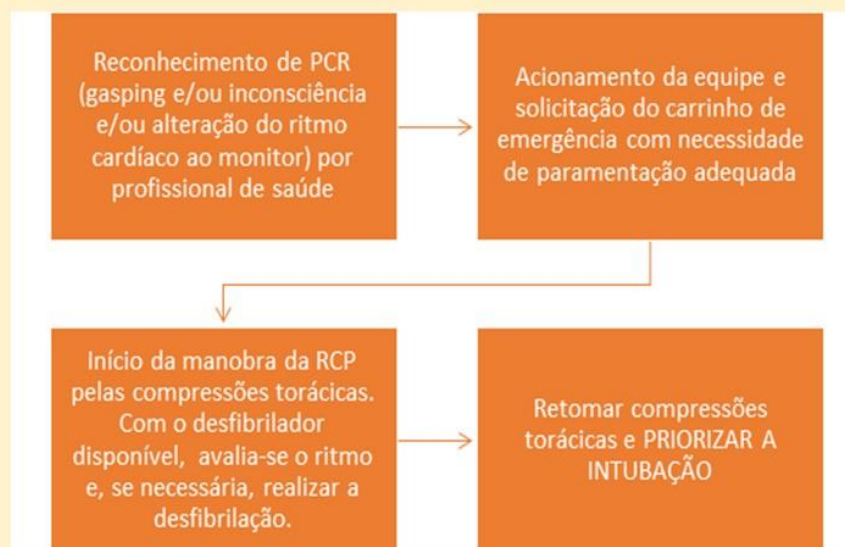 Reconhecimento de PCR
(gasping e/ou inconsciência
e/ou alteração do ritmo
cardíaco ao monitor) por
profissional de saúde
Acionamento da equipe e
solicitação do carrinho de
emergência com necessidade
de paramentação adequada
Início da manobra da RCP
pelas compressões torácicas.
Com o desfibrilador
disponível, avalia-se o ritmo
e, se necessária, realizar a
desfibrilação.
Retomar compressões
torácicas e PRIORIZAR A
INTUBAÇÃO